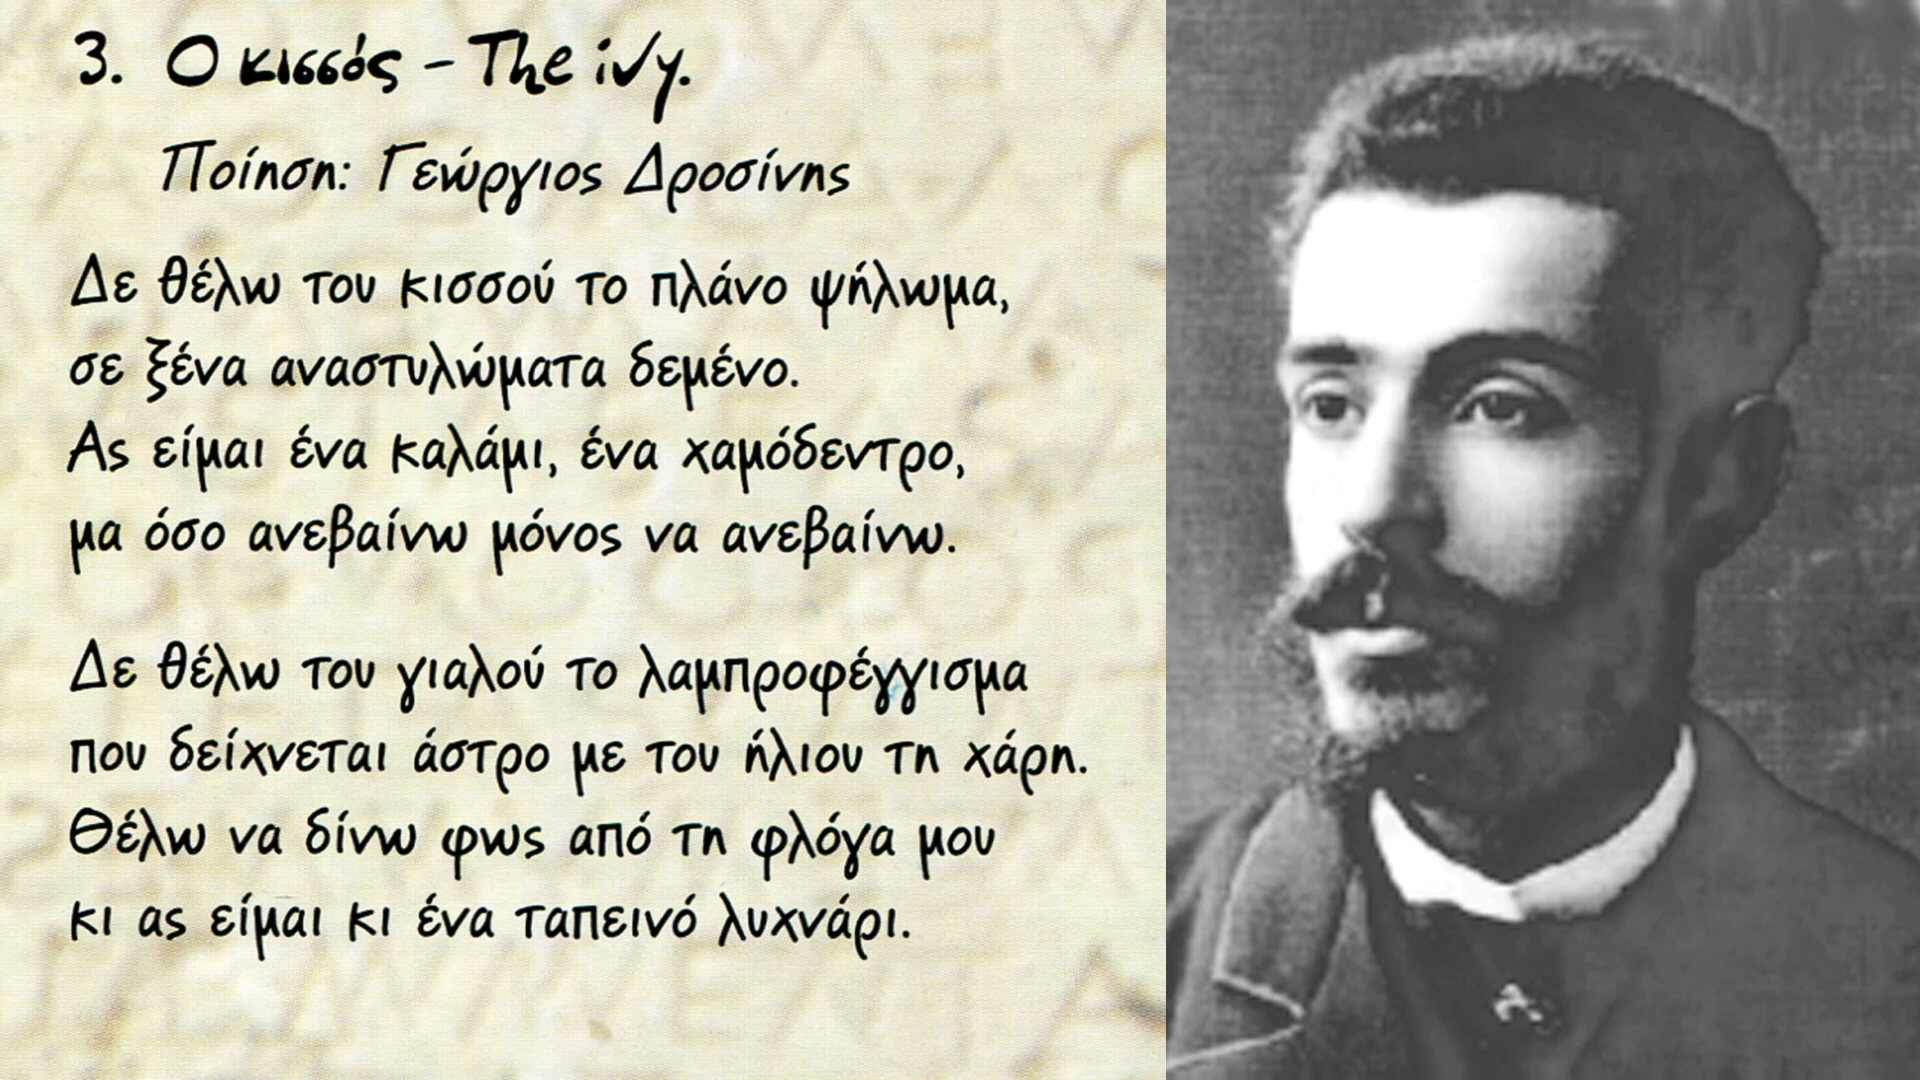 3. Ο κισσός - The ivy.
Ποίηση: Γεώργιος Δροσίνης
Δε θέλω του κισσού το πλάνο ψήλωμα,
σε ξένα αναστυλώματα δεμένο.
Ας είμαι ένα καλάμι, ένα χαμόδεντρο,
μα όσο ανεβαίνω μόνος να ανεβαίνω.
Δε θέλω του γιαλού το λαμπροφέγγισμα
που δείχνεται άστρο με του ήλιου τη χάρη.
Θέλω να δίνω φως από τη φλόγα μου
κι ας είμαι κι ένα ταπεινό λυχνάρι.